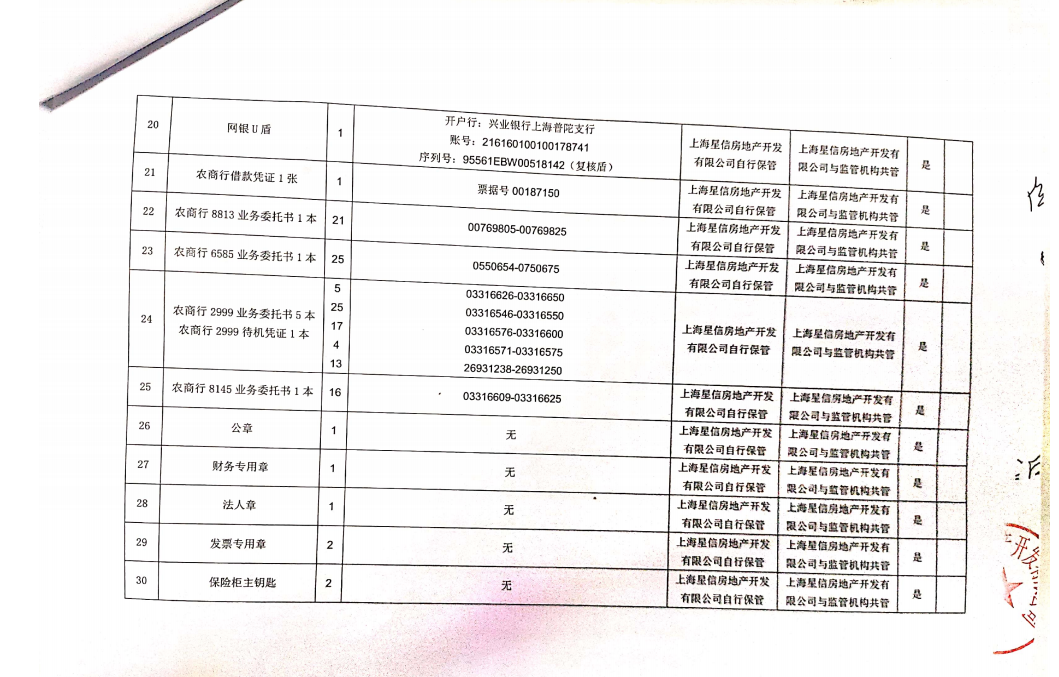 20 网银 U 盾 1 开户行：兴业银行上海普陀支行
账号：216160100100178741
序列号：95561EBW00518142（复核盾）
上海星信房地产开发
有限公司自行保管
上海星信房地产开发有
限公司与监管机构共管
是
21 农商行借款凭证 1 张 1 票据号 00187150
上海星信房地产开发
有限公司自行保管
上海星信房地产开发有
限公司与监管机构共管
是
22 农商行 8813 业务委托书 1 本 21 00769805-00769825
上海星信房地产开发
有限公司自行保管
上海星信房地产开发有
限公司与监管机构共管
是
23 农商行 6585 业务委托书 1 本 25 0550654-0750675
上海星信房地产开发
有限公司自行保管
上海星信房地产开发有
限公司与监管机构共管
是
24 农商行 2999 业务委托书 5 本
农商行 2999 待机凭证 1 本
5 03316626-03316650
25 03316546-03316550
17 03316576-03316600
4 03316571-03316575
13 26931238-26931250
上海星信房地产开发
有限公司自行保管
上海星信房地产开发有
限公司与监管机构共管
是
25 农商行 8145 业务委托书 1 本 16 03316609-03316625
上海星信房地产开发
有限公司自行保管
上海星信房地产开发有
限公司与监管机构共管
是
26 公章 1 无
上海星信房地产开发
有限公司自行保管
上海星信房地产开发有
限公司与监管机构共管
是
27 财务专用章 1 无
上海星信房地产开发
有限公司自行保管
上海星信房地产开发有
限公司与监管机构共管
是
28 法人章 1 无
上海星信房地产开发
有限公司自行保管
上海星信房地产开发有
限公司与监管机构共管
是
29 发票专用章 2 无
上海星信房地产开发
有限公司自行保管
上海星信房地产开发有
限公司与监管机构共管
是
30 保险柜主钥匙 2 无
上海星信房地产开发
有限公司自行保管
上海星信房地产开发有
限公司与监管机构共管
是